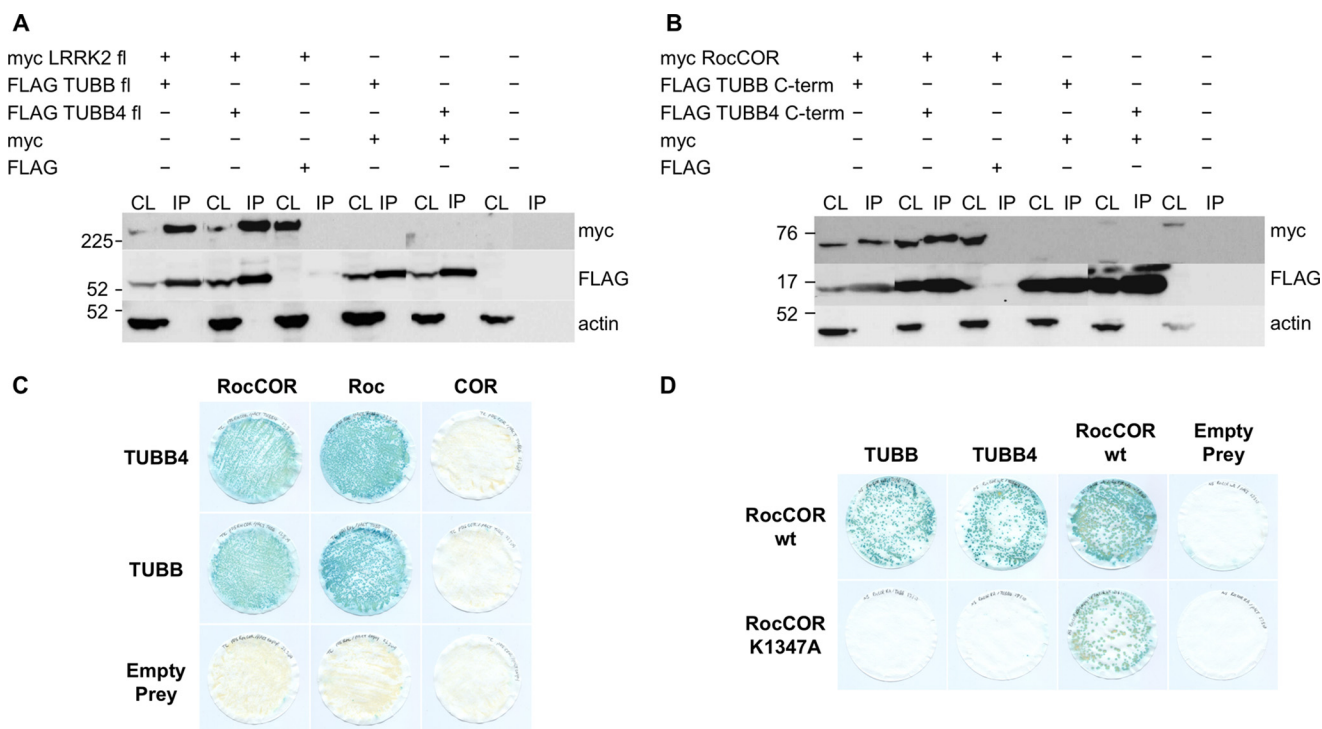 A
myc LRRK2 fl + + + − − −
FLAG TUBB fl + − − + − −
FLAG TUBB4 fl − + − − + −
myc − − − + + −
FLAG − − + − − −
CL IP CL IP CL IP CL IP CL IP CL IP
225 myc
52 FLAG
52 actin
B
myc RocCOR + + + − − −
FLAG TUBB C-term + − − + − −
FLAG TUBB4 C-term − + − − + −
myc − − − + + −
FLAG − − + − − −
CL IP CL IP CL IP CL IP CL IP CL IP
76 myc
17 FLAG
52 actin
C
RocCOR Roc COR
TUBB4
TUBB
Empty
Prey
D
TUBB TUBB4 RocCOR
wt Empty
Prey
RocCOR
wt
RocCOR
K1347A